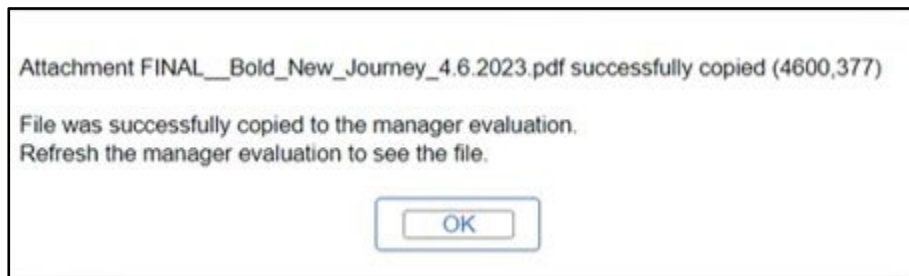 Attachment FINAL__Bold_New_Journey_4.6.2023.pdf successfully copied (4600,377)
File was successfully copied to the manager evaluation.
Refresh the manager evaluation to see the file.
OK